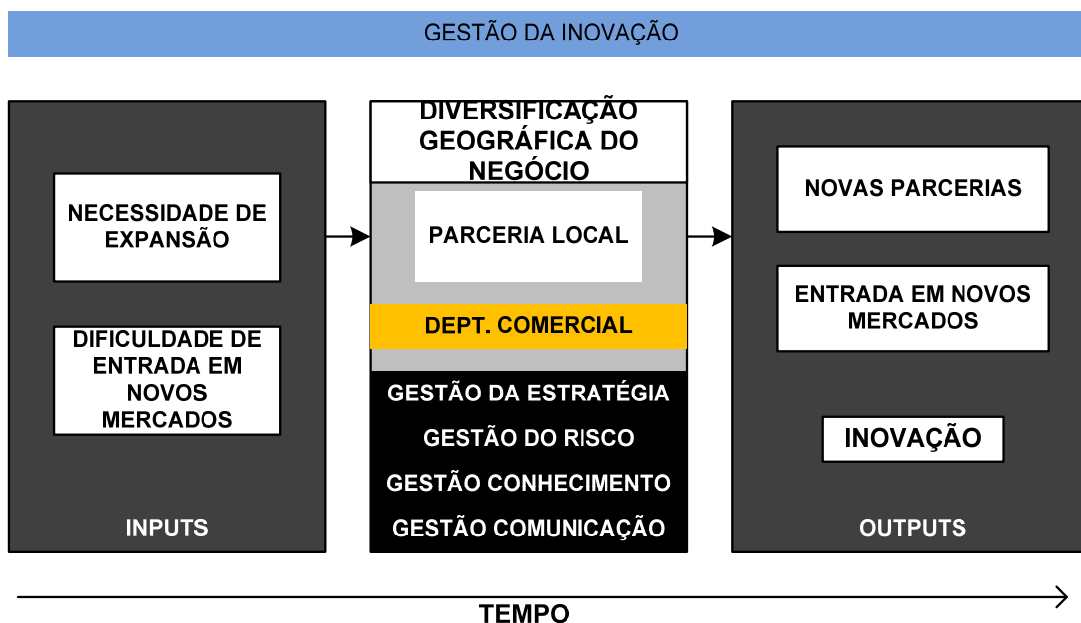 GESTÃO DA INOVAÇÃO
NECESSIDADE DE
EXPANSÃO
DIFICULDADE DE
ENTRADA EM
NOVOS
MERCADOS
INPUTS
DIVERSIFICAÇÃO
GEOGRÁFICA DO
NEGÓCIO
PARCERIA LOCAL
DEPT. COMERCIAL
GESTÃO DA ESTRATÉGIA
GESTÃO DO RISCO
GESTÃO CONHECIMENTO
GESTÃO COMUNICAÇÃO
NOVAS PARCERIAS
ENTRADA EM NOVOS
MERCADOS
INOVAÇÃO
OUTPUTS
TEMPO